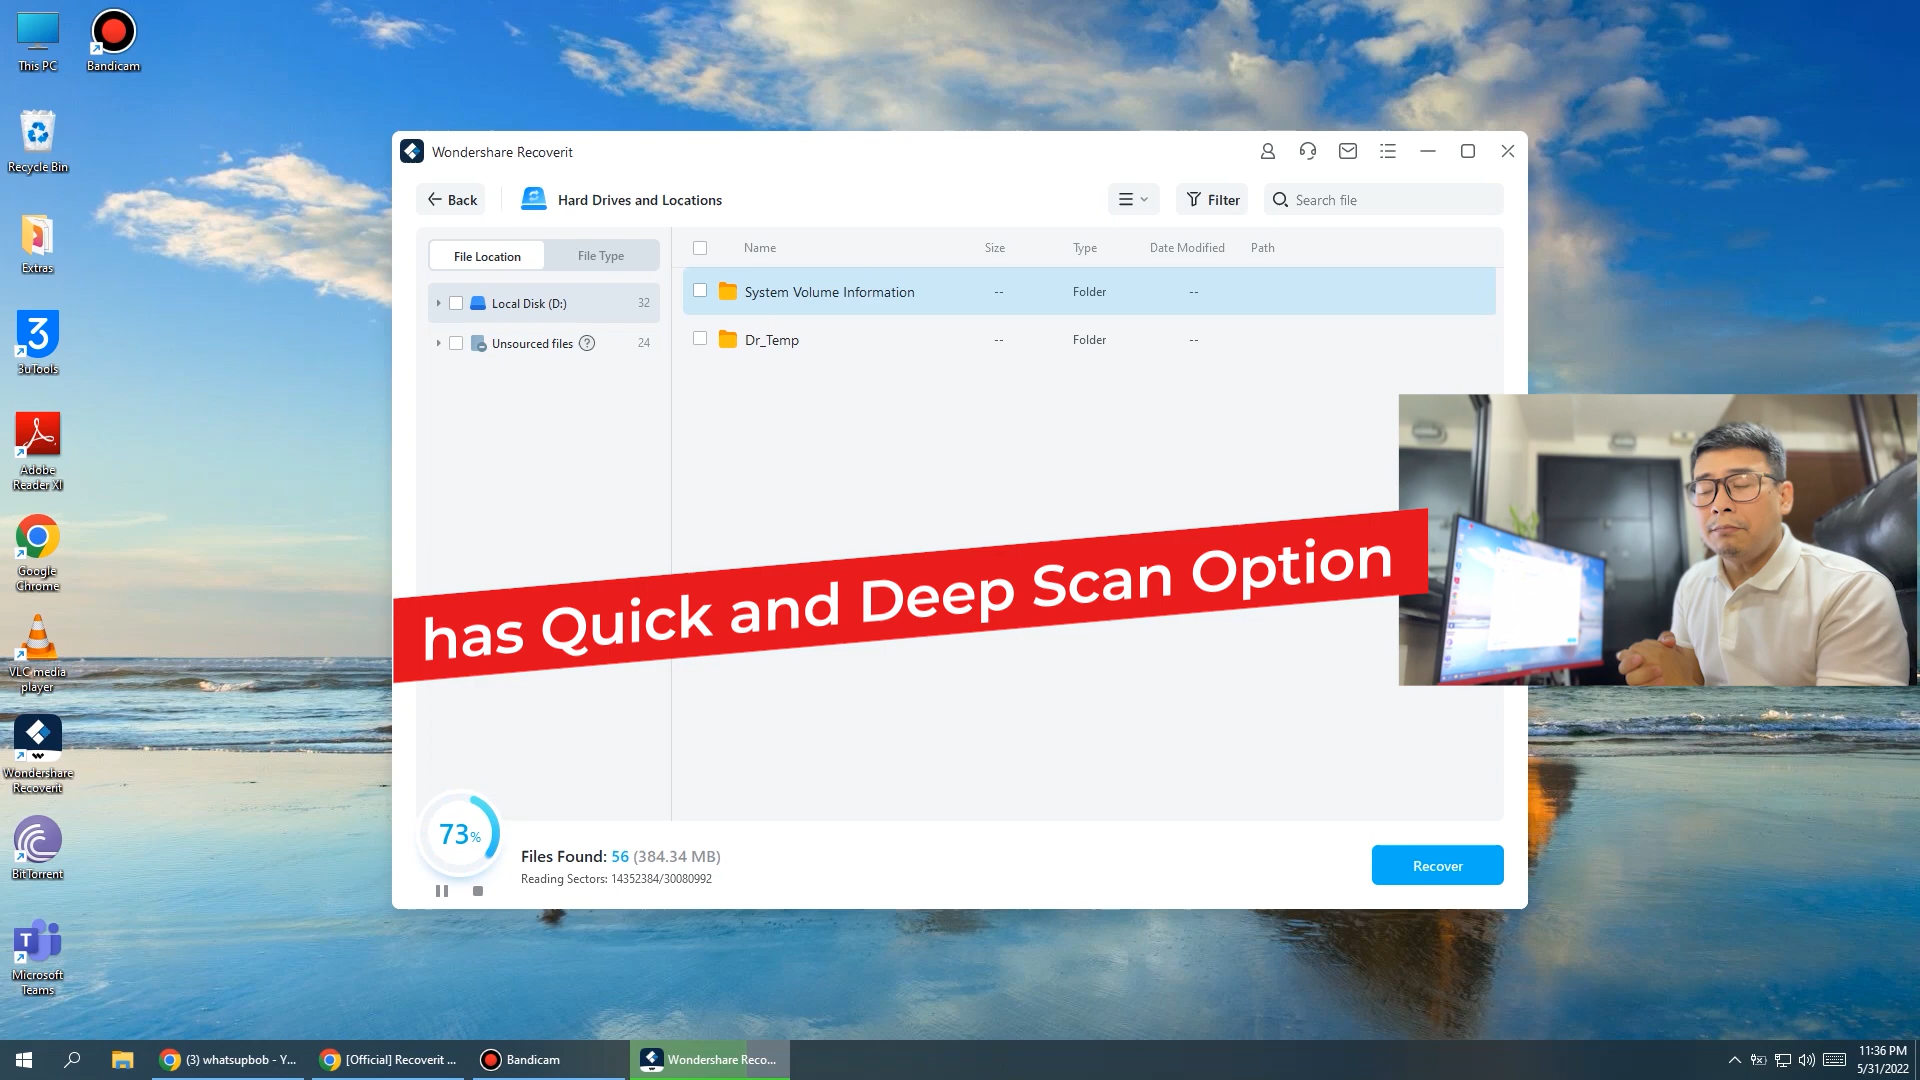 This PC
Bandicam
Recycle Bin
Extras
3uTools
Adobe
Reader XI
Google
Chrome
VLC media
player
Wondershare
Recoverit
BitTorrent
Microsoft
Teams
Wondershare Recoverit
Back
Hard Drives and Locations
Filter
Search file
File Location
File Type
Local Disk (D:)
32
Unsourced files
24
Name
Size
Type
Date Modified
Path
System Volume Information
--
Folder
--
Dr_Temp
--
Folder
--
has Quick and Deep Scan Option
73%
Files Found: 56 (384.34 MB)
Reading Sectors: 14352384/30080992
Recover
(3) whatsupbob - Y...
[Official] Recoverit ...
Bandicam
Wondershare Reco...
11:36 PM
5/31/2022